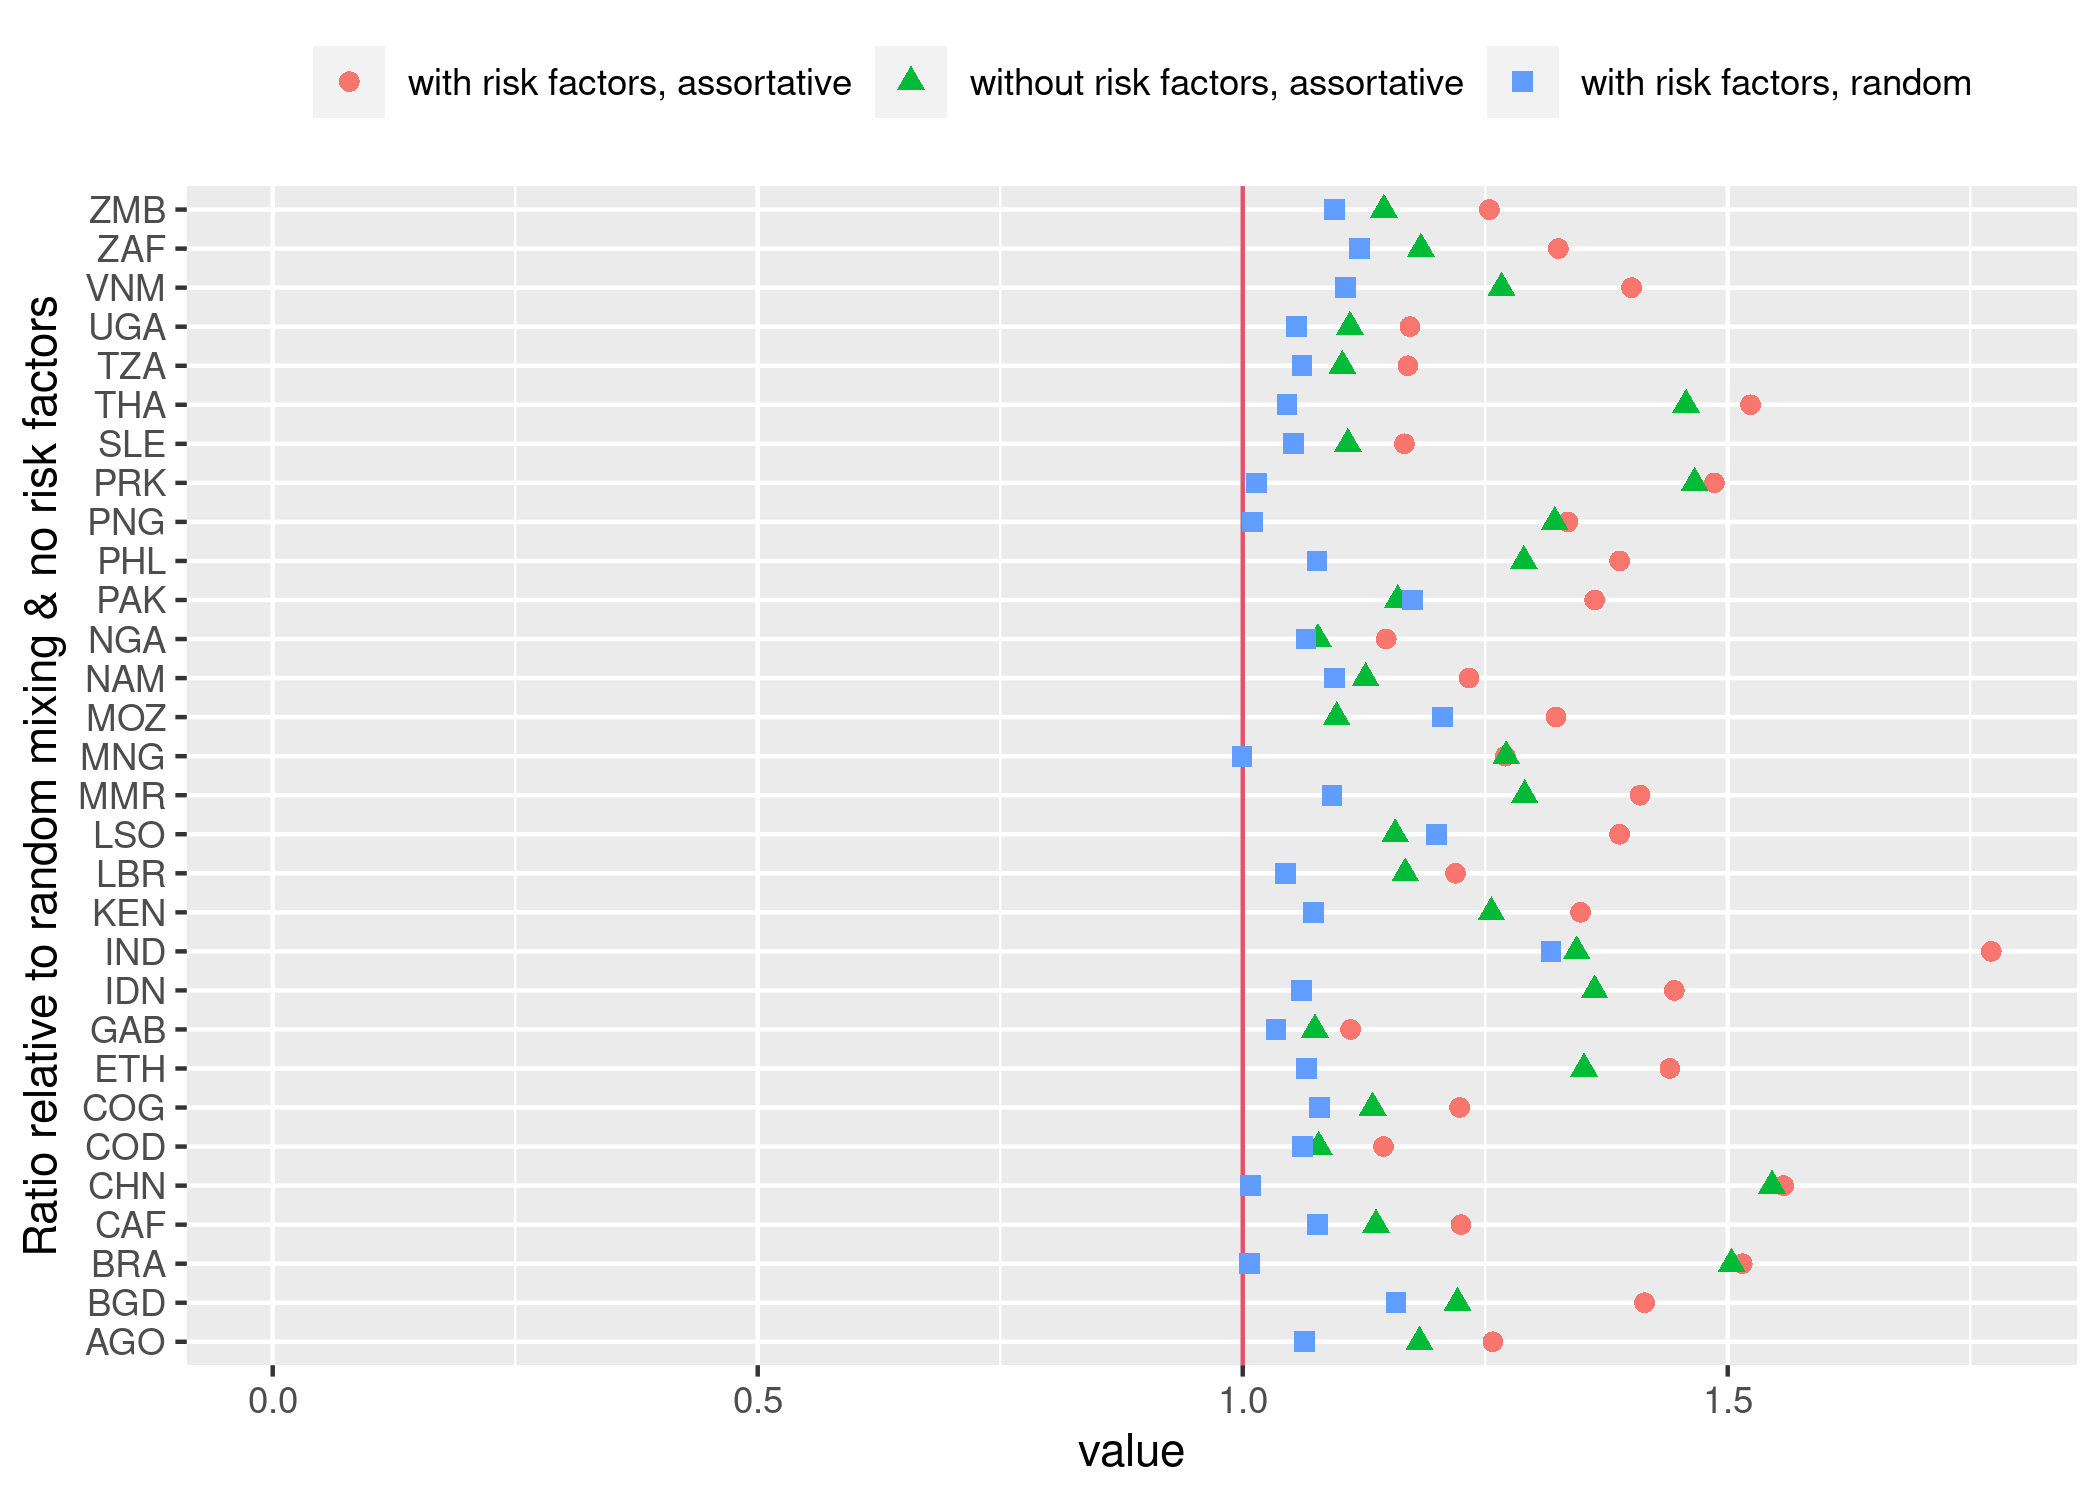 with risk factors, assortative without risk factors, assortative with risk factors, random
Ratio relative to random mixing & no risk factors
ZMB
ZAF
VNM
UGA
TZA
THA
SLE
PRK
PNG
PHL
PAK
NGA
NAM
MOZ
MNG
MMR
LSO
LBR
KEN
IND
IDN
GAB
ETH
COG
COD
CHN
CAF
BRA
BGD
AGO
0.0 0.5 1.0 1.5
value